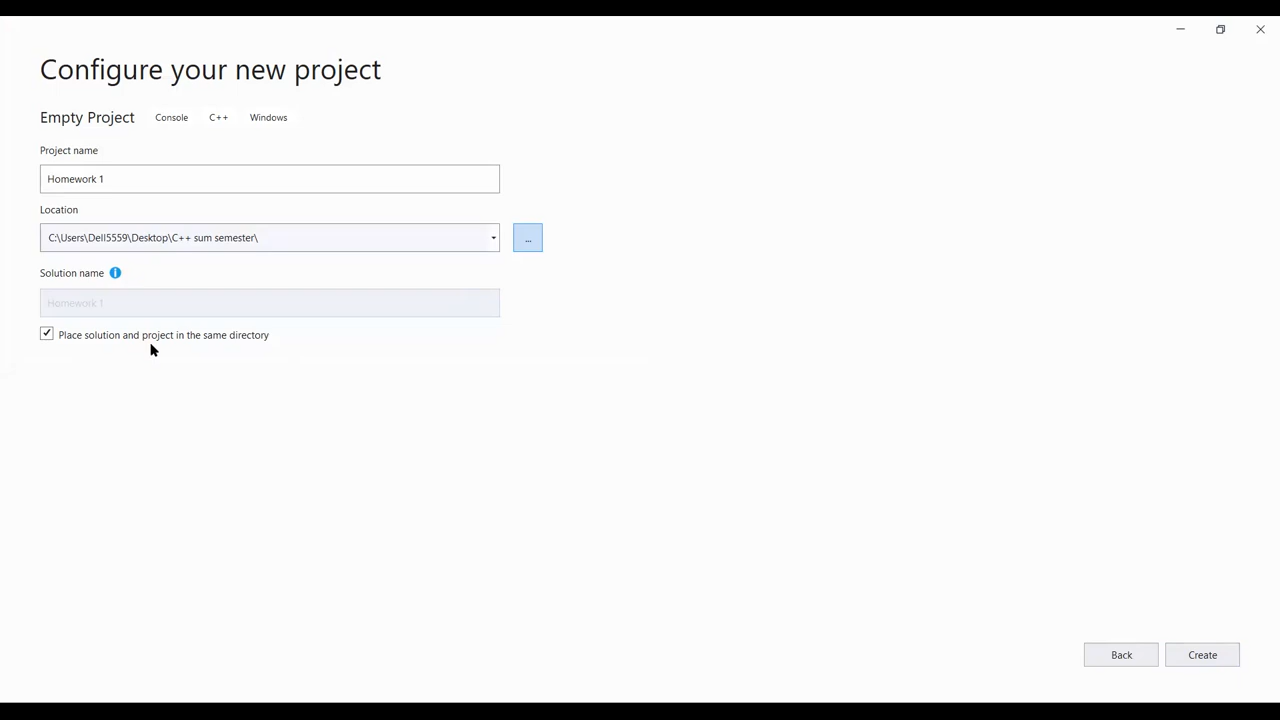 Configure your new project
Empty Project Console C++ Windows
Project name
Homework 1
Location
C:\Users\Dell5559\Desktop\C++ sum semester\
...
Solution name i
Homework 1
Place solution and project in the same directory
Back Create